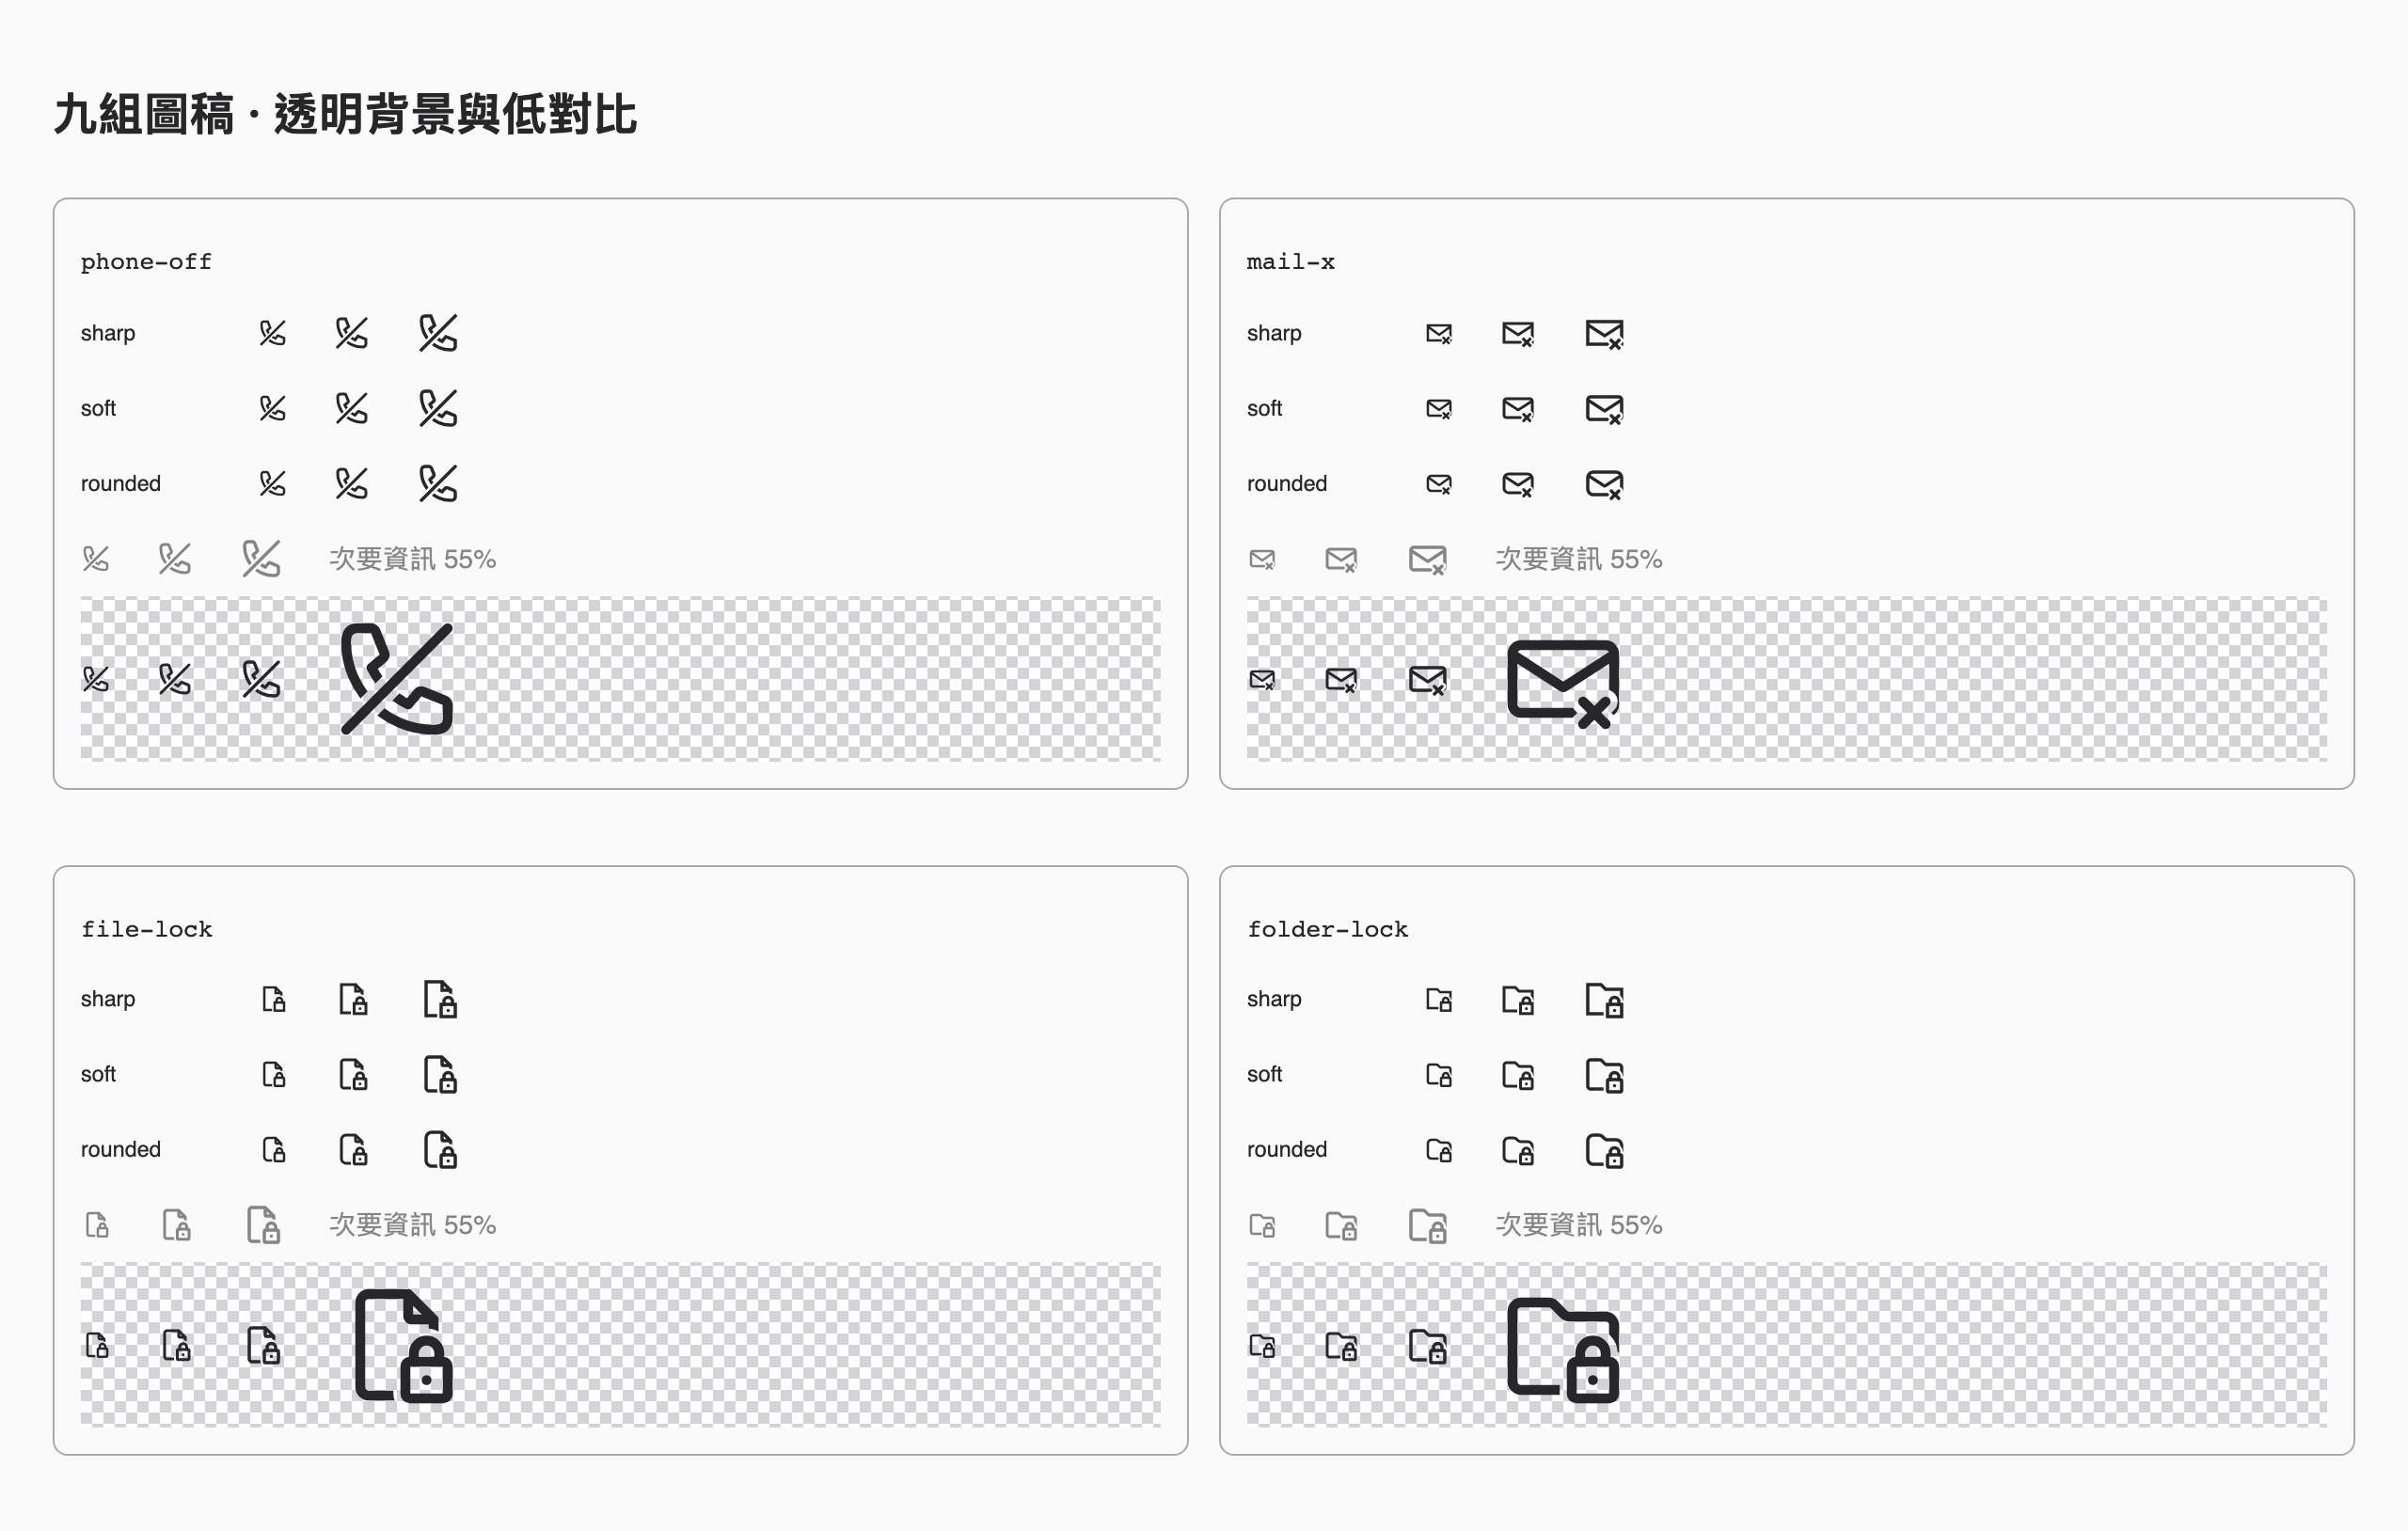 九組圖稿 · 透明背景與低對比
phone-off
sharp
soft
rounded
次要資訊 55%
mail-x
sharp
soft
rounded
次要資訊 55%
file-lock
sharp
soft
rounded
次要資訊 55%
folder-lock
sharp
soft
rounded
次要資訊 55%